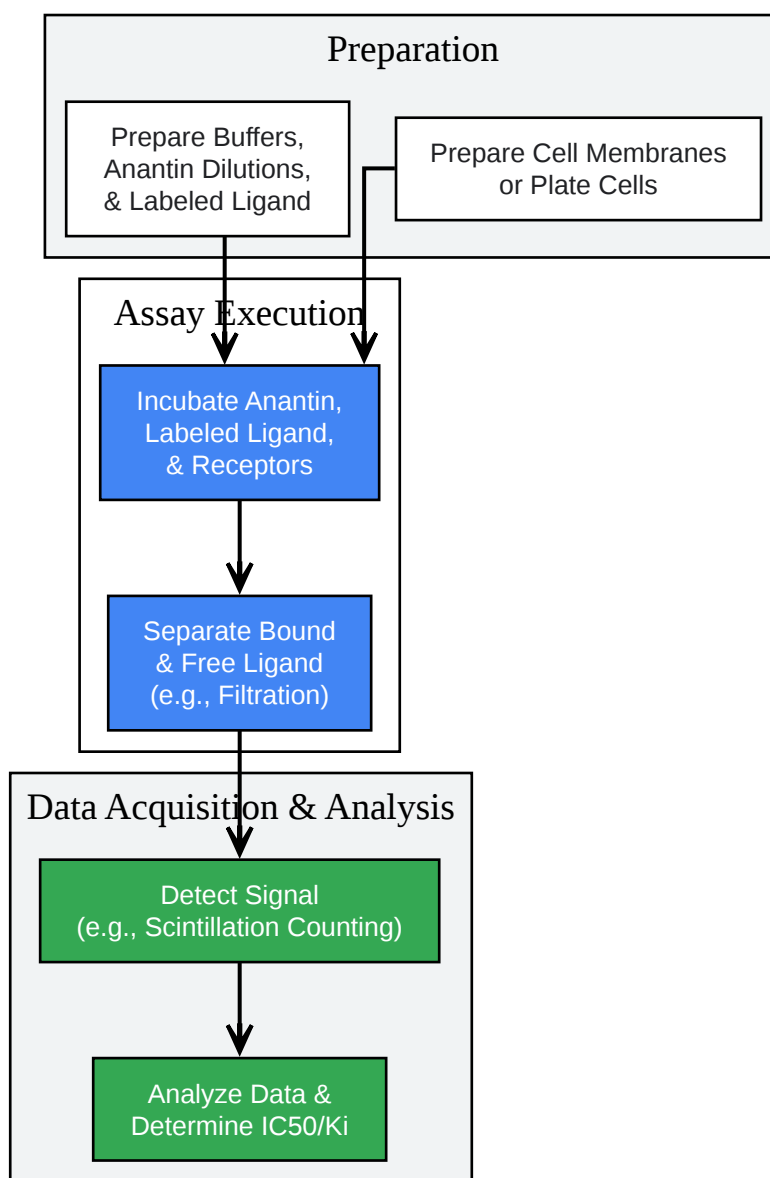 Preparation
Prepare Buffers,
Anantin Dilutions,
& Labeled Ligand
Prepare Cell Membranes
or Plate Cells
Assay Execution
Incubate Anantin,
Labeled Ligand,
& Receptors
Separate Bound
& Free Ligand
(e.g., Filtration)
Data Acquisition & Analysis
Detect Signal
(e.g., Scintillation Counting)
Analyze Data &
Determine IC50/Ki